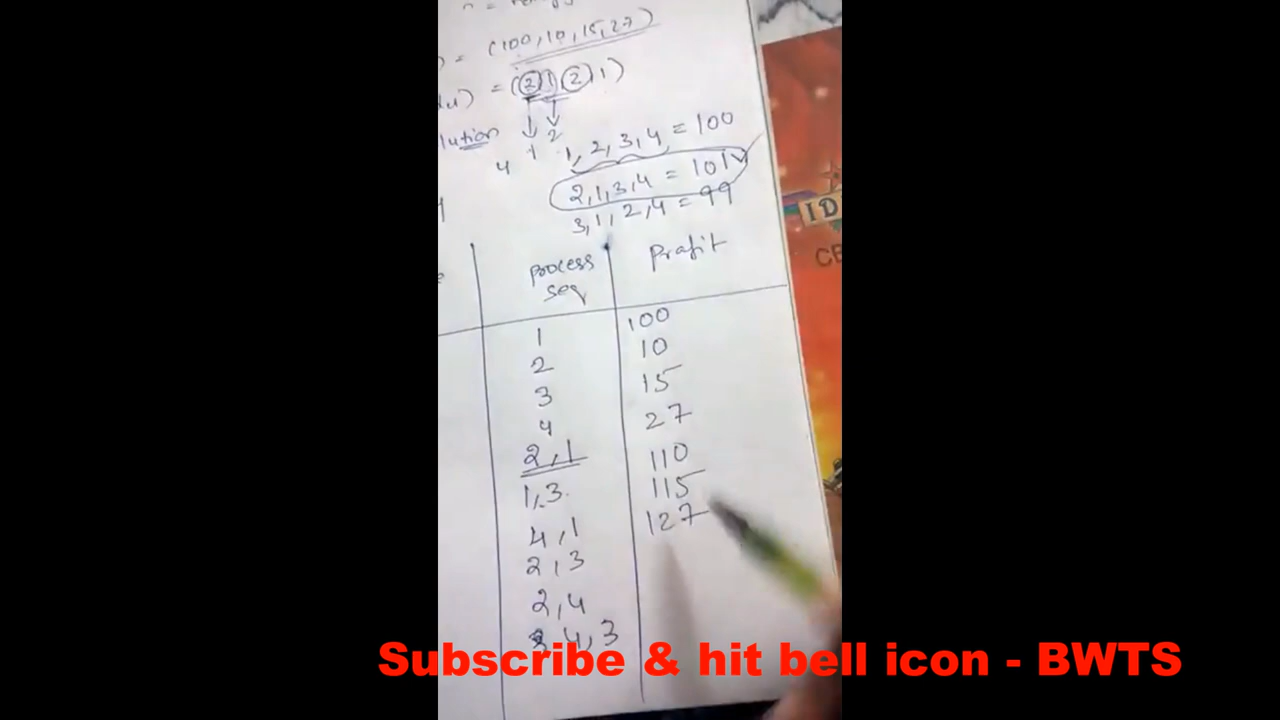 = (100, 10, 15, 27)
= (2, 1, 2, 1)
lution
4 1 2
1, 2, 3, 4 = 100
2, 1, 3, 4 = 101
3, 1, 2, 4 = 99
process seq Profit
1 100
2 10
3 15
4 27
2, 1 110
1, 3 115
4, 1 127
2, 3
2, 4
4, 3
ID
CE
Subscribe & hit bell icon - BWTS